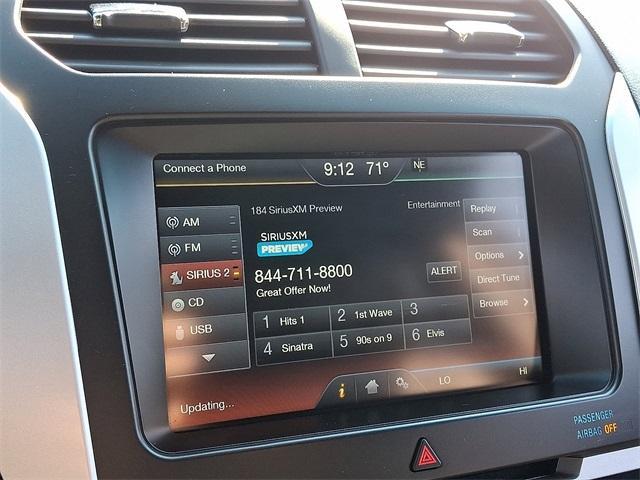 Connect a Phone
9:12 71° NE
184 SiriusXM Preview
Entertainment
AM
FM
SIRIUS 2
CD
USB
SIRIUSXM
PREVIEW
844-711-8800
Great Offer Now!
ALERT
Replay
Scan
Options
Direct Tune
Browse
1 Hits 1
2 1st Wave
3
4 Sinatra
5 90s on 9
6 Elvis
Updating...
i
LO
HI
PASSENGER
AIRBAG OFF